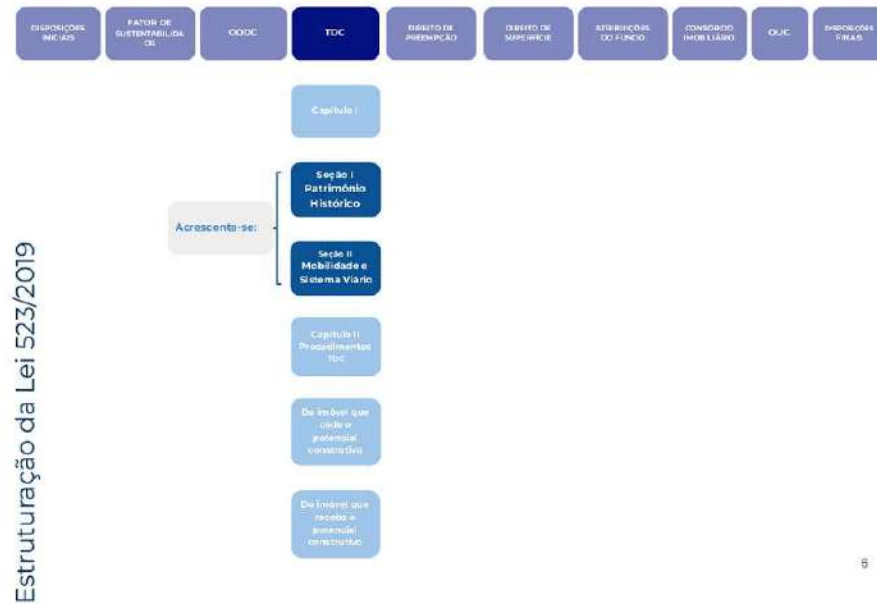 DISPOSIÇÕES
INICIAIS
FATOR DE
SUSTENTABILIDA
DE
OODC
TDC
DIREITO DE
PREEMPÇÃO
DIREITO DE
SUPERFÍCIE
ATRIBUIÇÕES
DO FUNDO
CONSÓRCIO
IMOBILIÁRIO
OUC
DISPOSIÇÕES
FINAIS
Capítulo I
Acrescenta-se:
Seção I
Patrimônio
Histórico
Seção II
Mobilidade e
Sistema Viário
Capítulo II
Procedimentos
TDC
Do imóvel que
cede o
potencial
construtivo
Do imóvel que
recebe o
potencial
construtivo
Estruturação da Lei 523/2019
6